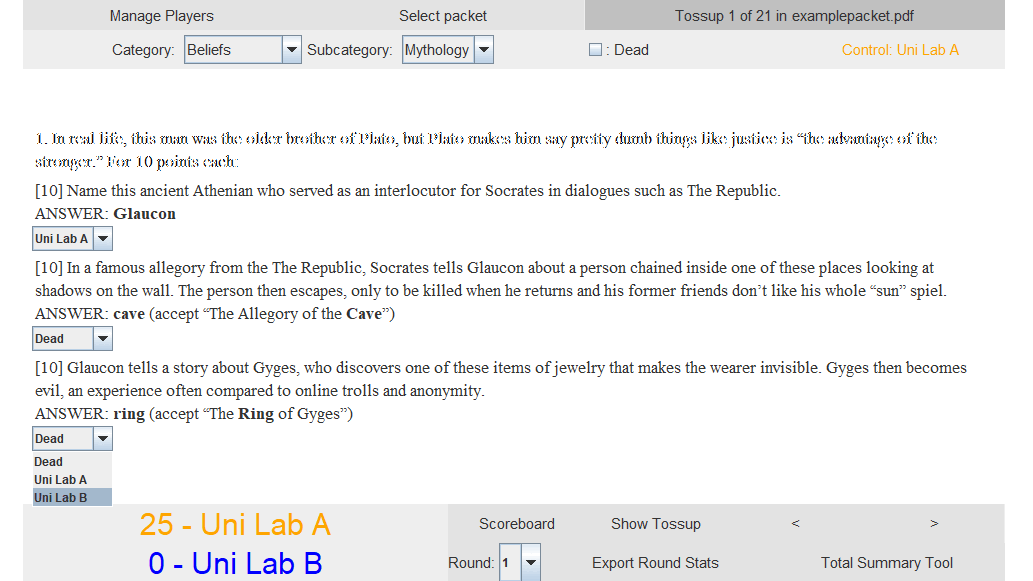 Manage Players Select packet Tossup 1 of 21 in examplepacket.pdf
Category: Beliefs Subcategory: Mythology : Dead Control: Uni Lab A
1. In real life, this man was the older brother of Plato, but Plato makes him say pretty dumb things like justice is “the advantage of the
stronger.” For 10 points each:
[10] Name this ancient Athenian who served as an interlocutor for Socrates in dialogues such as The Republic.
ANSWER: Glaucon
Uni Lab A
[10] In a famous allegory from the The Republic, Socrates tells Glaucon about a person chained inside one of these places looking at
shadows on the wall. The person then escapes, only to be killed when he returns and his former friends don’t like his whole “sun” spiel.
ANSWER: cave (accept “The Allegory of the Cave”)
Dead
[10] Glaucon tells a story about Gyges, who discovers one of these items of jewelry that makes the wearer invisible. Gyges then becomes
evil, an experience often compared to online trolls and anonymity.
ANSWER: ring (accept “The Ring of Gyges”)
Dead
Dead
Uni Lab A
Uni Lab B
25 - Uni Lab A Scoreboard Show Tossup < >
0 - Uni Lab B Round: 1 Export Round Stats Total Summary Tool